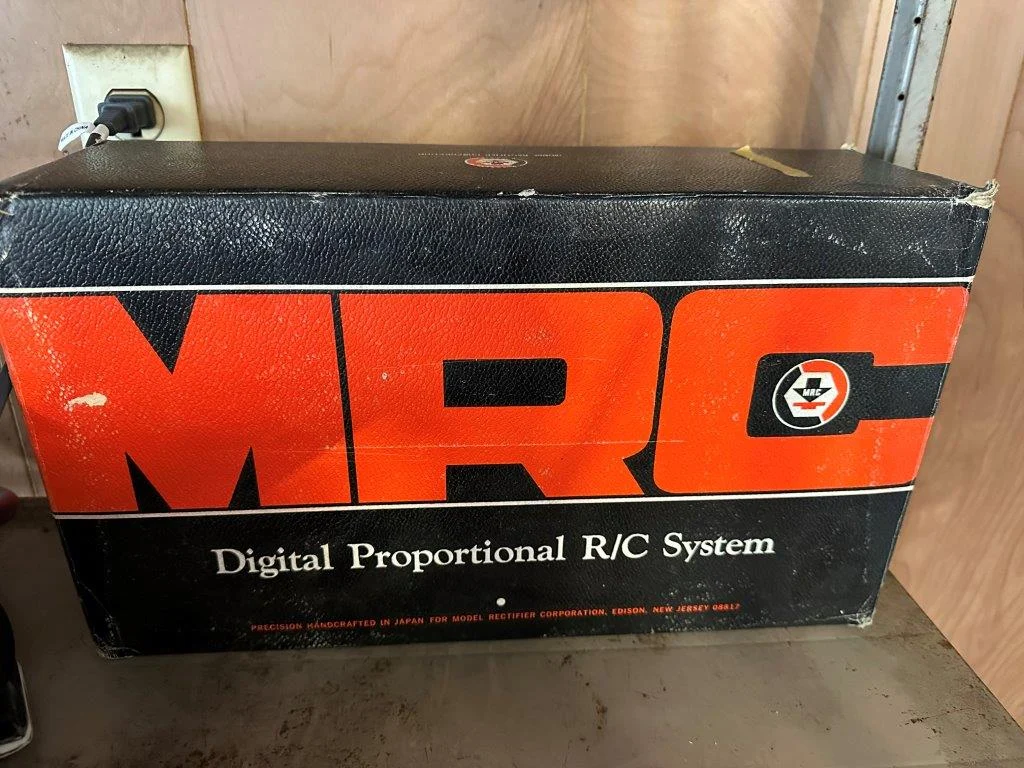 MRC
MRC
Digital Proportional R/C System
PRECISION HANDCRAFTED IN JAPAN FOR MODEL RECTIFIER CORPORATION, EDISON, NEW JERSEY 08817